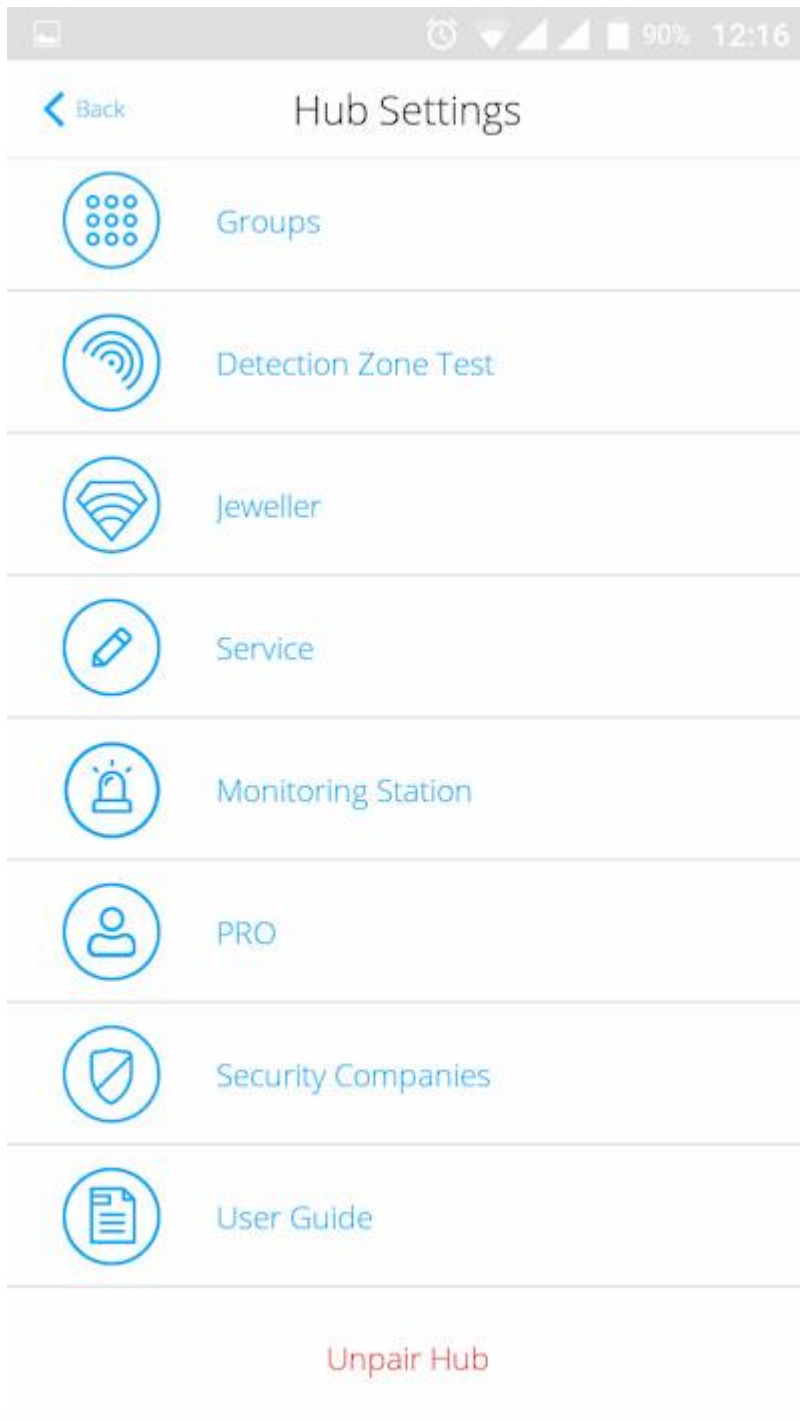 90% 12:16
Back Hub Settings
Groups
Detection Zone Test
Jeweller
Service
Monitoring Station
PRO
Security Companies
User Guide
Unpair Hub